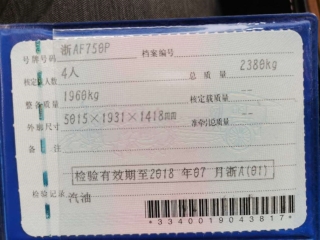 号牌号码 浙AF750P 档案编号
核定载人数 4人 总质量 2380kg
整备质量 1960kg 核定载质量 --
外廓尺寸 5015×1931×1418mm 准牵引总质量 --
备注
检验有效期至2018年07月浙A(01)
检验记录 汽油
*3340019043817*